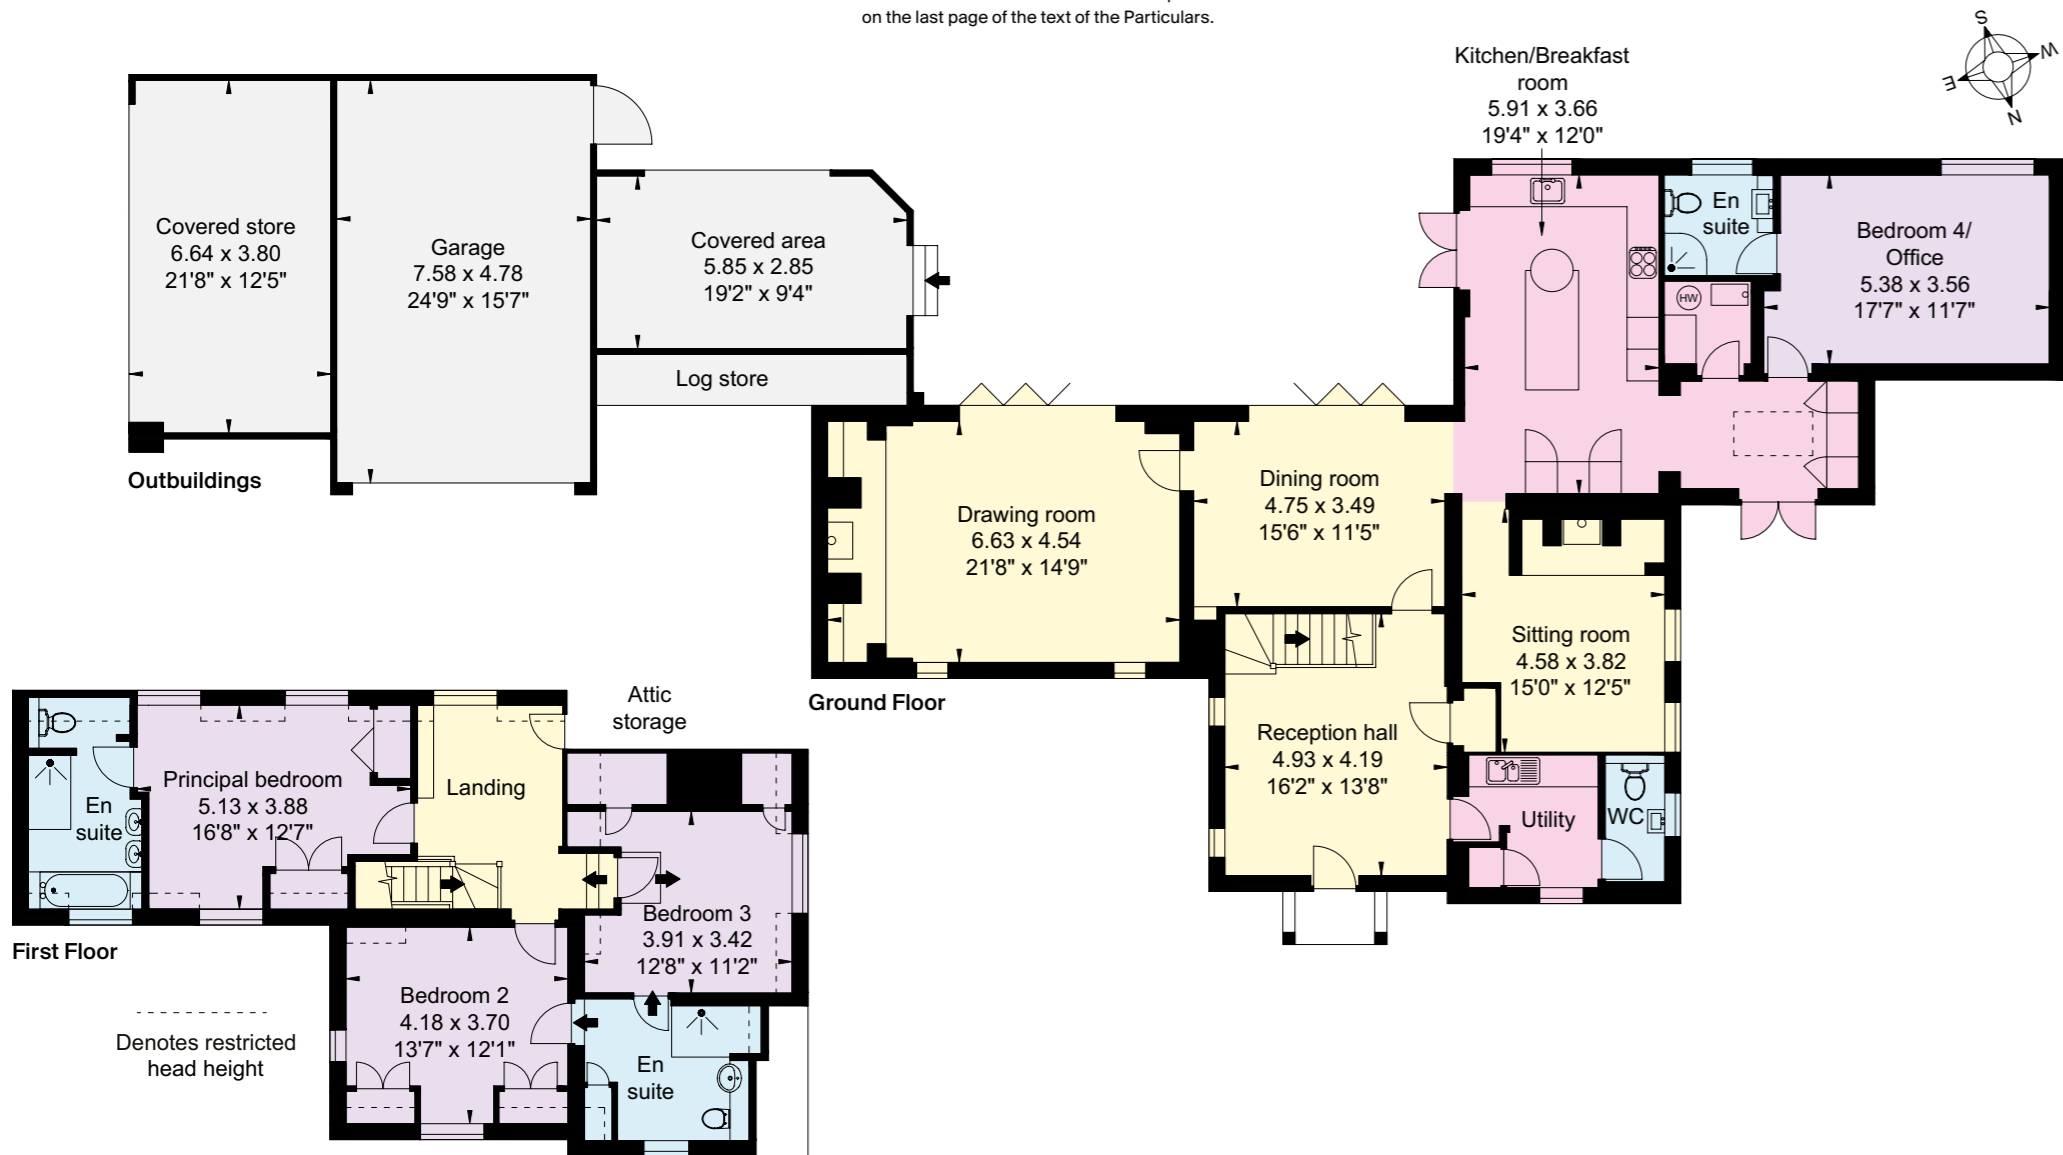 on the last page of the text of the Particulars.
S
W
E
N
Kitchen/Breakfast
room
5.91 x 3.66
19'4" x 12'0"
Covered store
6.64 x 3.80
21'8" x 12'5"
Garage
7.58 x 4.78
24'9" x 15'7"
Covered area
5.85 x 2.85
19'2" x 9'4"
Log store
Outbuildings
En
suite
HW
Bedroom 4/
Office
5.38 x 3.56
17'7" x 11'7"
Drawing room
6.63 x 4.54
21'8" x 14'9"
Dining room
4.75 x 3.49
15'6" x 11'5"
Sitting room
4.58 x 3.82
15'0" x 12'5"
Ground Floor
Reception hall
4.93 x 4.19
16'2" x 13'8"
Utility
WC
Attic
storage
Principal bedroom
5.13 x 3.88
16'8" x 12'7"
En
suite
Landing
First Floor
Bedroom 3
3.91 x 3.42
12'8" x 11'2"
Bedroom 2
4.18 x 3.70
13'7" x 12'1"
En
suite
Denotes restricted
head height